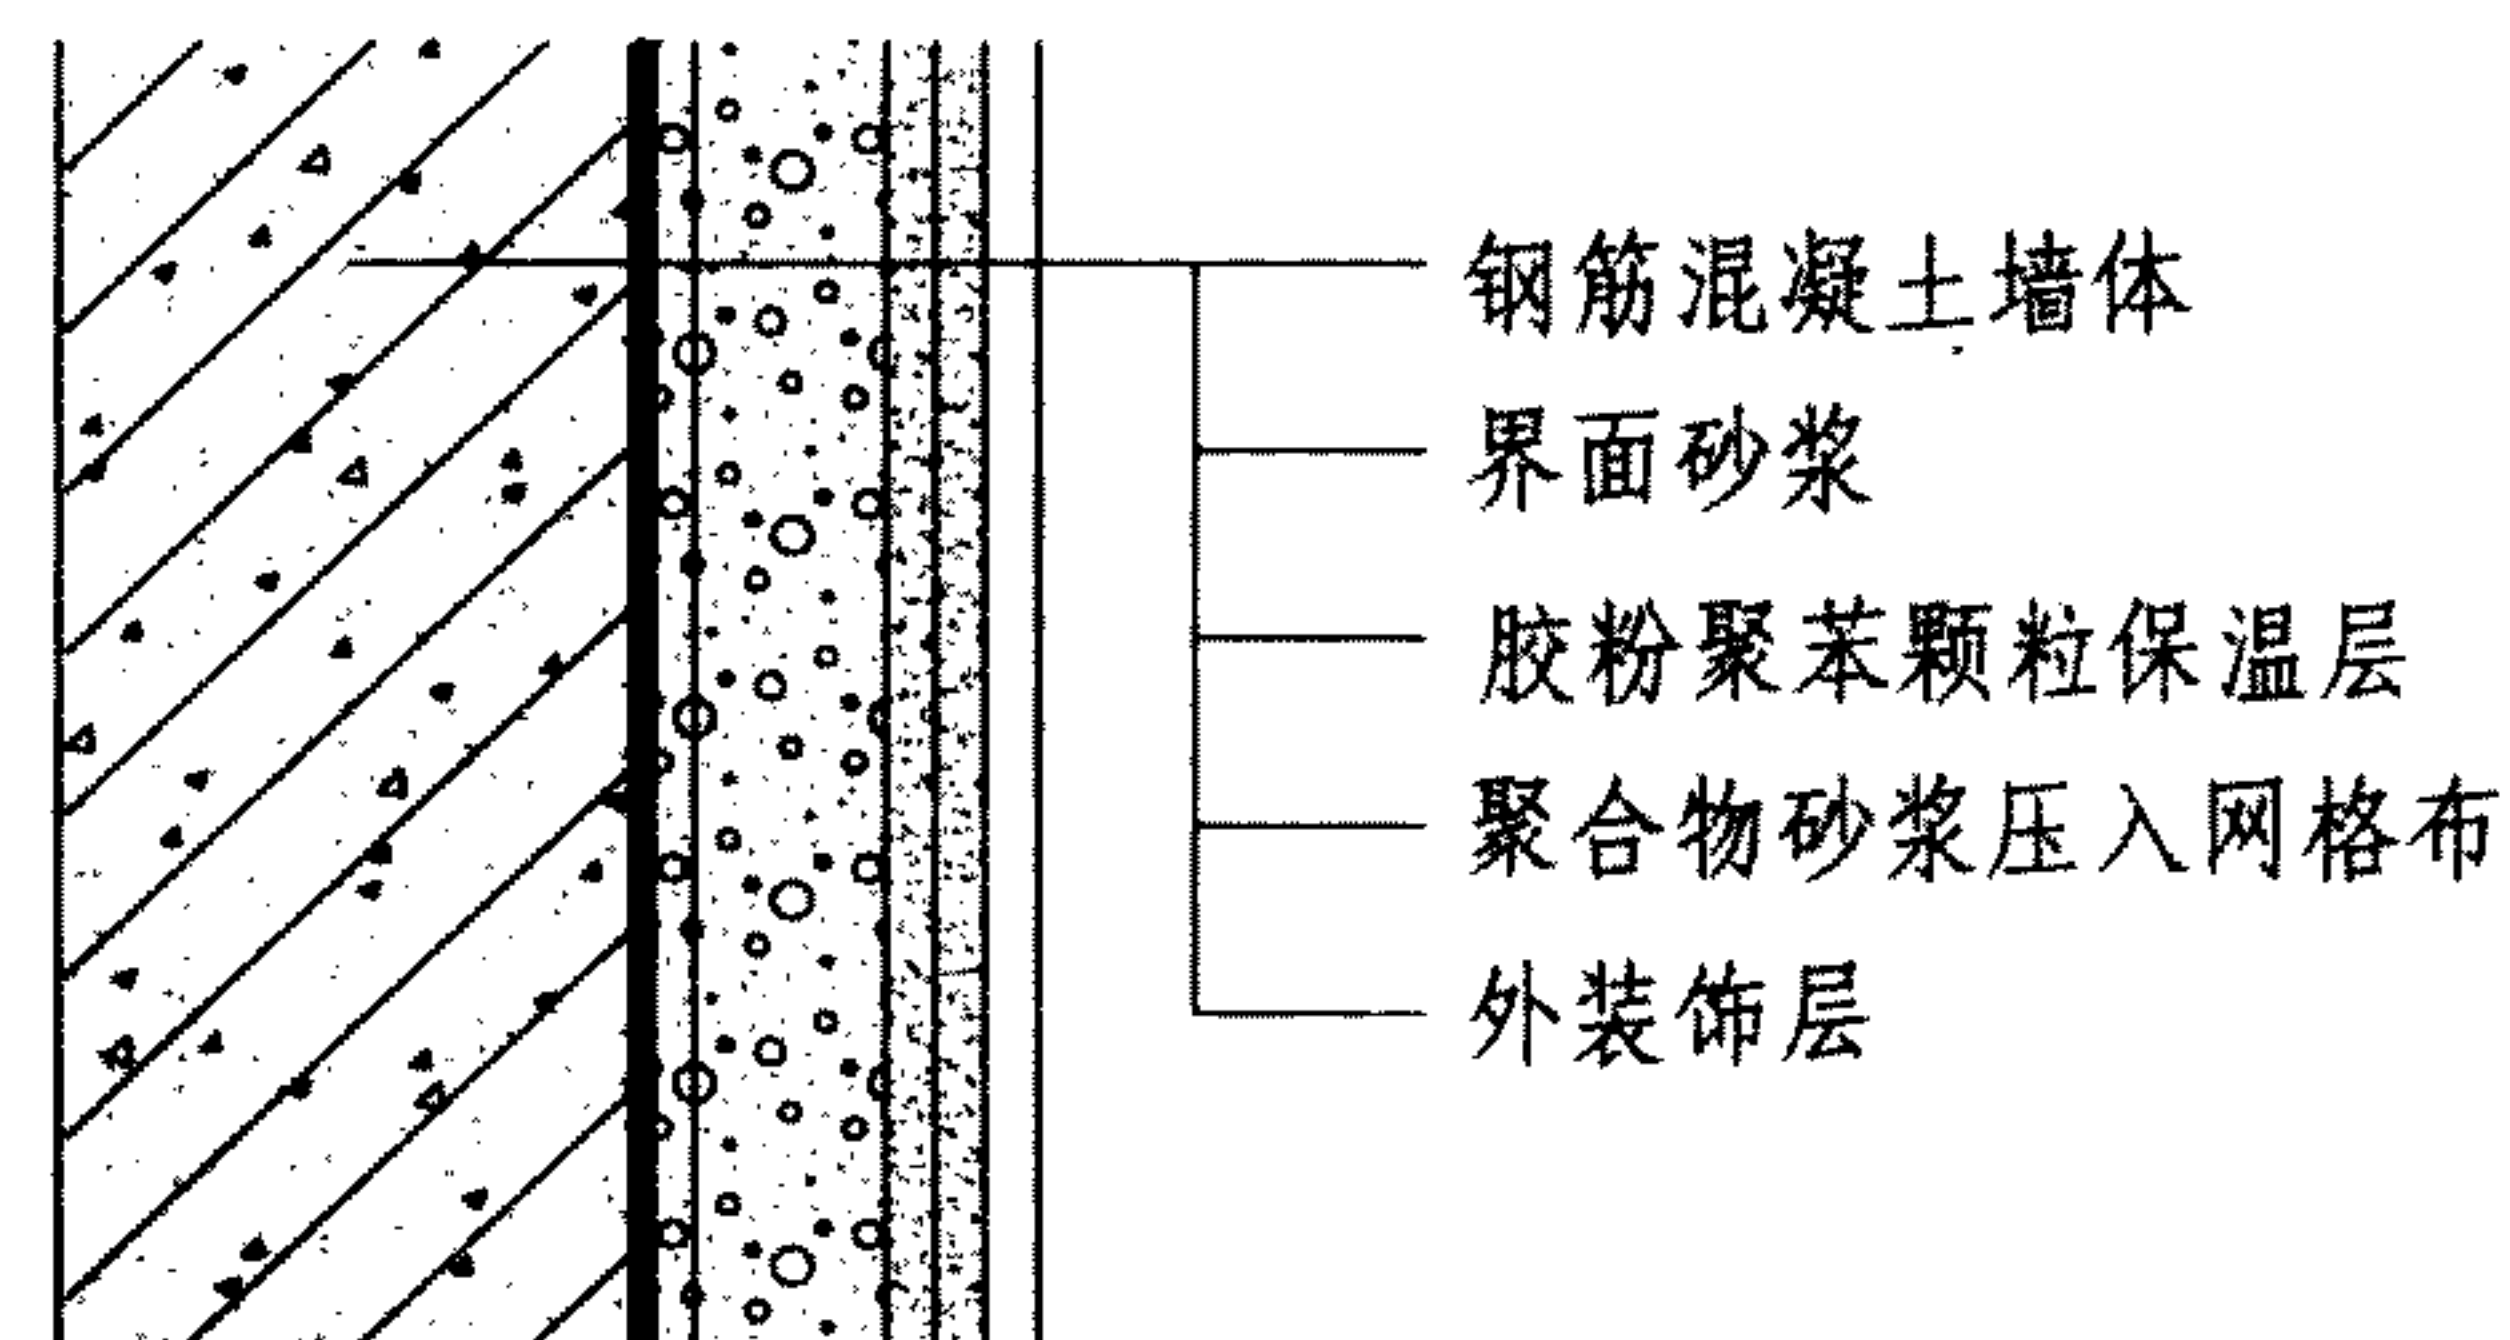 钢筋混凝土墙体
界面砂浆
胶粉聚苯颗粒保温层
聚合物砂浆压入网格布
外装饰层